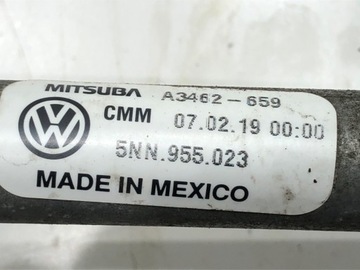 MITSUBA A3462-659
CMM 07.02.19 00:00
5NN.955.023
MADE IN MEXICO